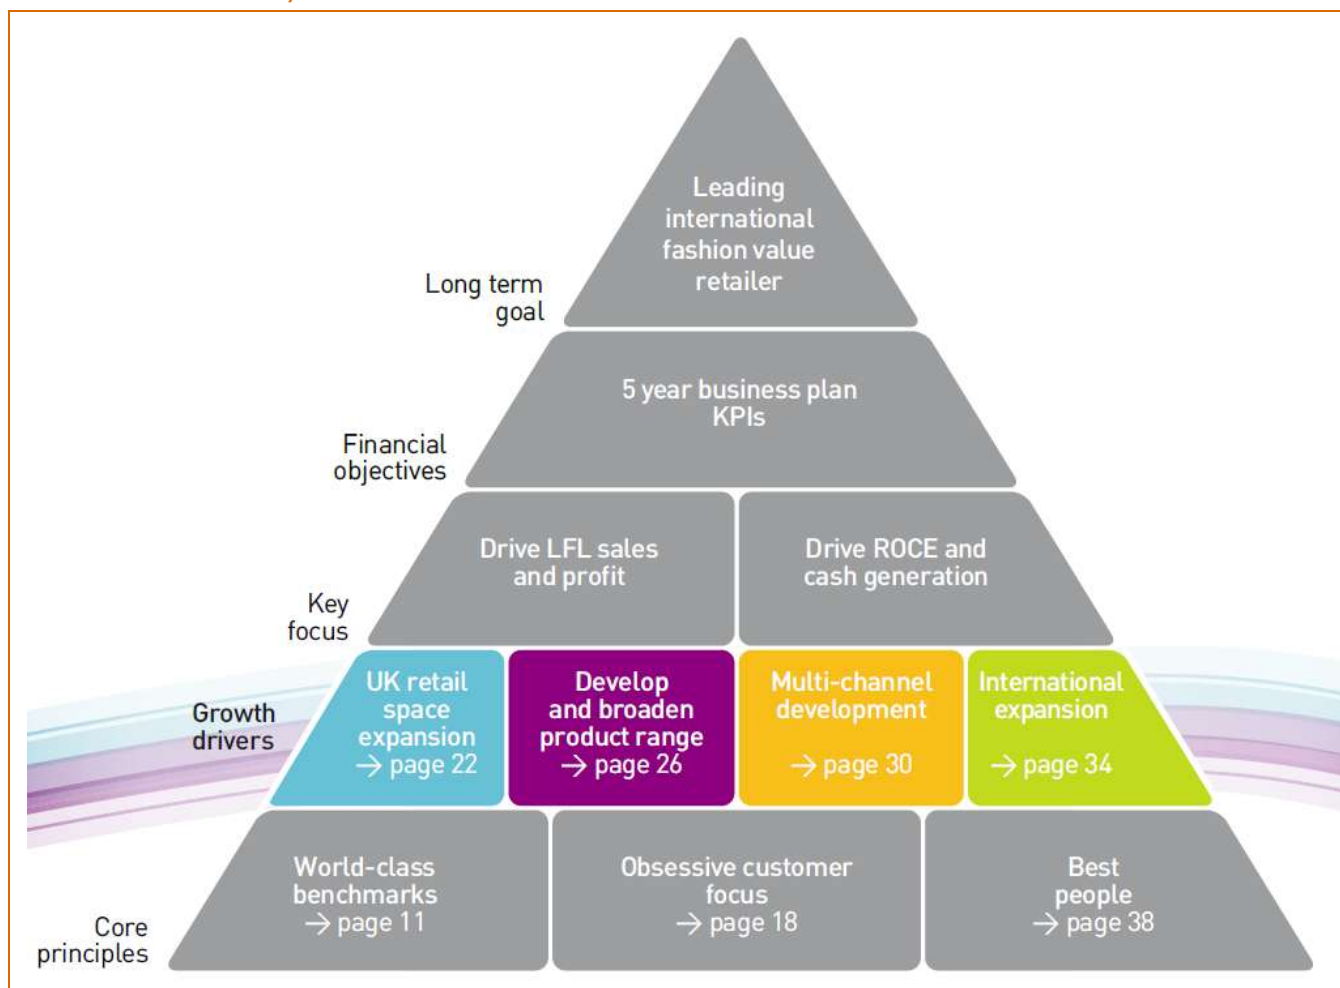 Leading
international
fashion value
retailer
Long term
goal
5 year business plan
KPIs
Financial
objectives
Drive LFL sales
and profit
Drive ROCE and
cash generation
Key
focus
UK retail
space
expansion
→ page 22
Develop
and broaden
product range
→ page 26
Multi-channel
development
→ page 30
International
expansion
→ page 34
Growth
drivers
World-class
benchmarks
→ page 11
Obsessive customer
focus
→ page 18
Best
people
→ page 38
Core
principles